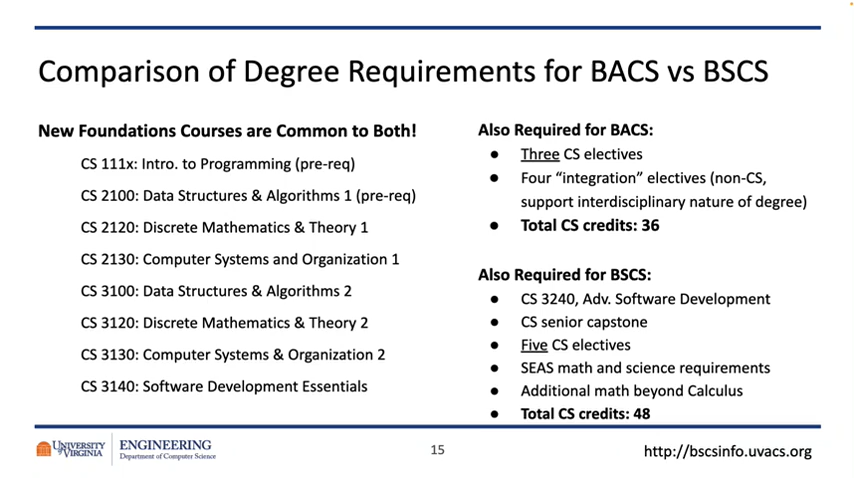 Comparison of Degree Requirements for BACS vs BSCS
New Foundations Courses are Common to Both!
CS 111x: Intro. to Programming (pre-req)
CS 2100: Data Structures & Algorithms 1 (pre-req)
CS 2120: Discrete Mathematics & Theory 1
CS 2130: Computer Systems and Organization 1
CS 3100: Data Structures & Algorithms 2
CS 3120: Discrete Mathematics & Theory 2
CS 3130: Computer Systems & Organization 2
CS 3140: Software Development Essentials
Also Required for BACS:
● Three CS electives
● Four “integration” electives (non-CS,
support interdisciplinary nature of degree)
● Total CS credits: 36
Also Required for BSCS:
● CS 3240, Adv. Software Development
● CS senior capstone
● Five CS electives
● SEAS math and science requirements
● Additional math beyond Calculus
● Total CS credits: 48
UNIVERSITY
of VIRGINIA
ENGINEERING
Department of Computer Science
15
http://bscsinfo.uvacs.org